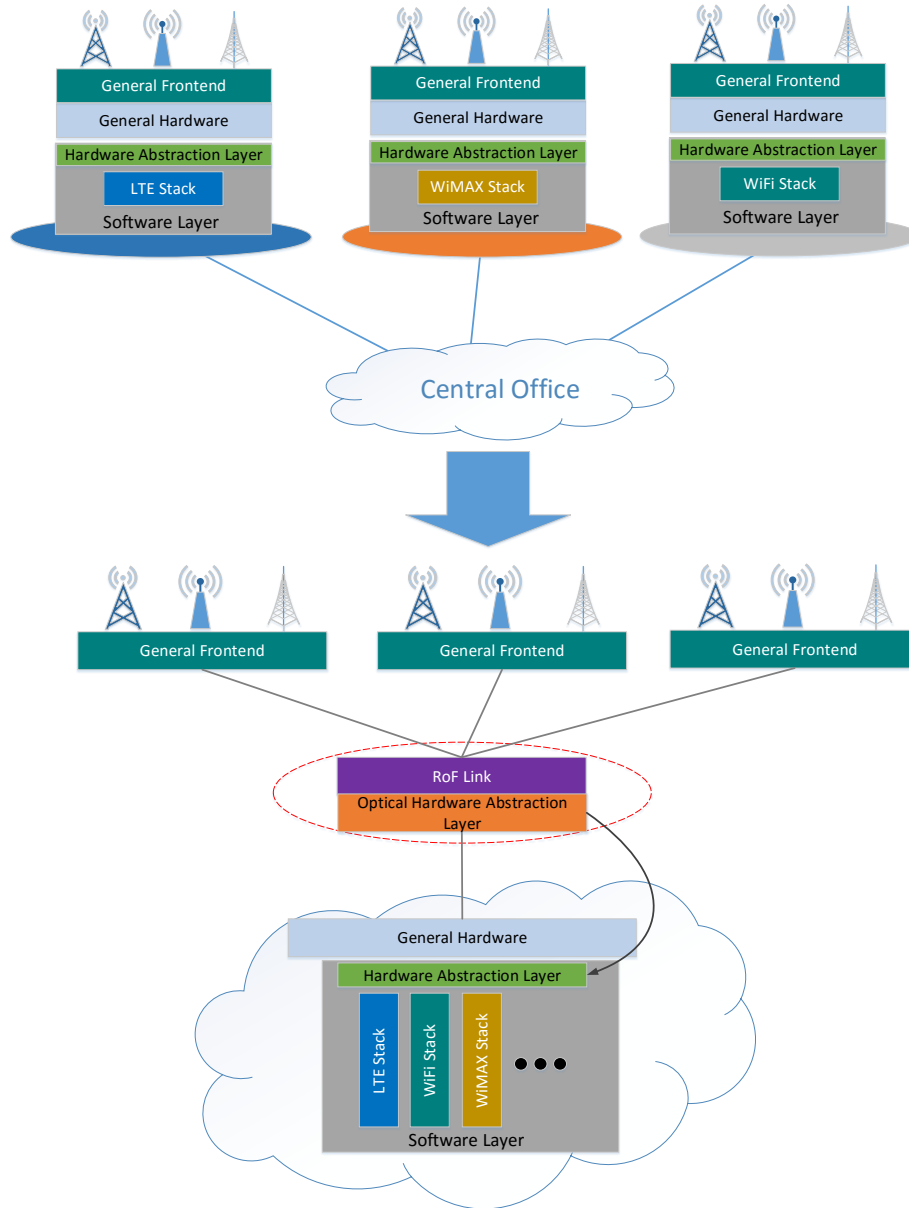 General Frontend
General Hardware
Hardware Abstraction Layer
LTE Stack
Software Layer
General Frontend
General Hardware
Hardware Abstraction Layer
WiMAX Stack
Software Layer
General Frontend
General Hardware
Hardware Abstraction Layer
WiFi Stack
Software Layer
Central Office
General Frontend
General Frontend
General Frontend
RoF Link
Optical Hardware Abstraction
Layer
General Hardware
Hardware Abstraction Layer
LTE Stack
WiFi Stack
WiMAX Stack
Software Layer